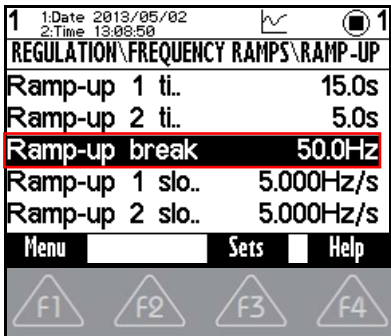 1 1:Date 2013/05/02 1
2:Time 13:08:50
REGULATION\FREQUENCY RAMPS\RAMP-UP
Ramp-up 1 ti.. 15.0s
Ramp-up 2 ti.. 5.0s
Ramp-up break 50.0Hz
Ramp-up 1 slo.. 5.000Hz/s
Ramp-up 2 slo.. 5.000Hz/s
Menu Sets Help
F1 F2 F3 F4